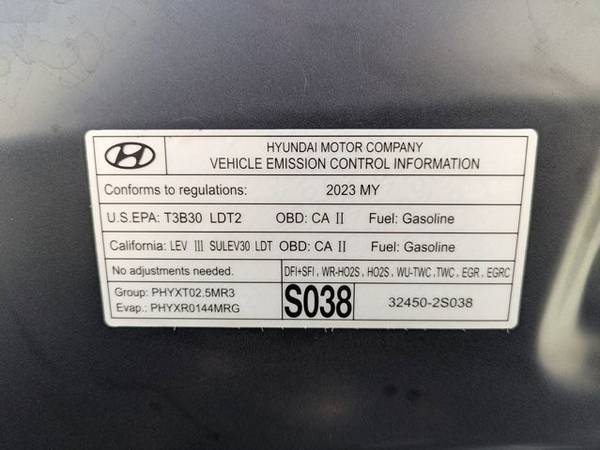 HYUNDAI MOTOR COMPANY
VEHICLE EMISSION CONTROL INFORMATION
Conforms to regulations: 2023 MY
U.S.EPA: T3B30 LDT2 OBD: CA II Fuel: Gasoline
California: LEV III SULEV30 LDT OBD: CA II Fuel: Gasoline
No adjustments needed. DFI+SFI, WR-HO2S, HO2S, WU-TWC, TWC, EGR, EGRC
Group: PHYXT02.5MR3
Evap.: PHYXR0144MRG
S038 32450-2S038